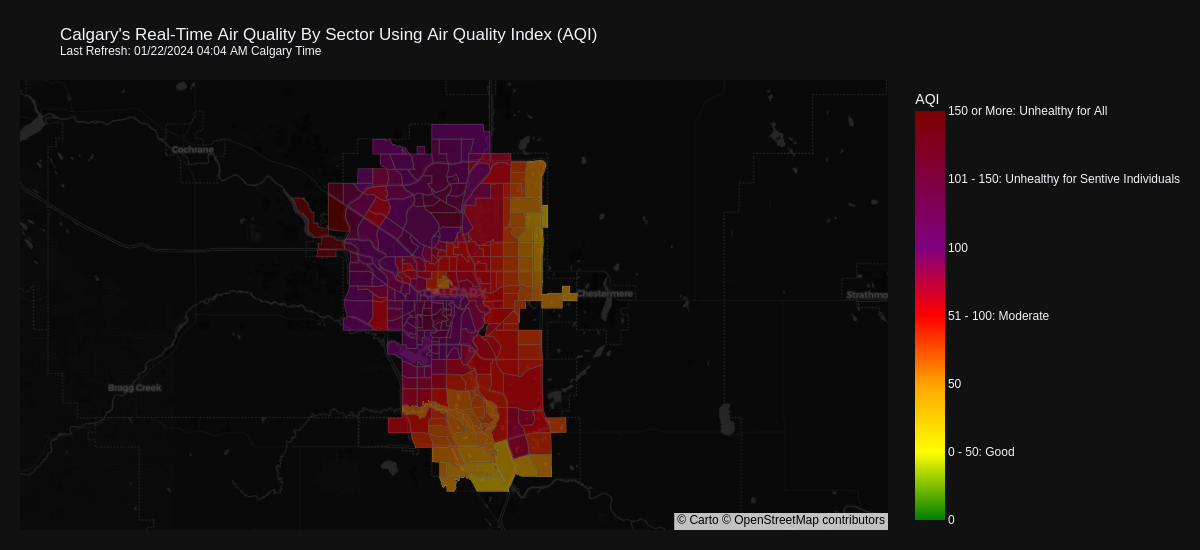 Calgary's Real-Time Air Quality By Sector Using Air Quality Index (AQI)
Last Refresh: 01/22/2024 04:04 AM Calgary Time
AQI
150 or More: Unhealthy for All
Cochrane
101 - 150: Unhealthy for Sentive Individuals
100
CALGARY
Chestermere
Strathmo
51 - 100: Moderate
Bragg Creek
50
0 - 50: Good
© Carto © OpenStreetMap contributors
0